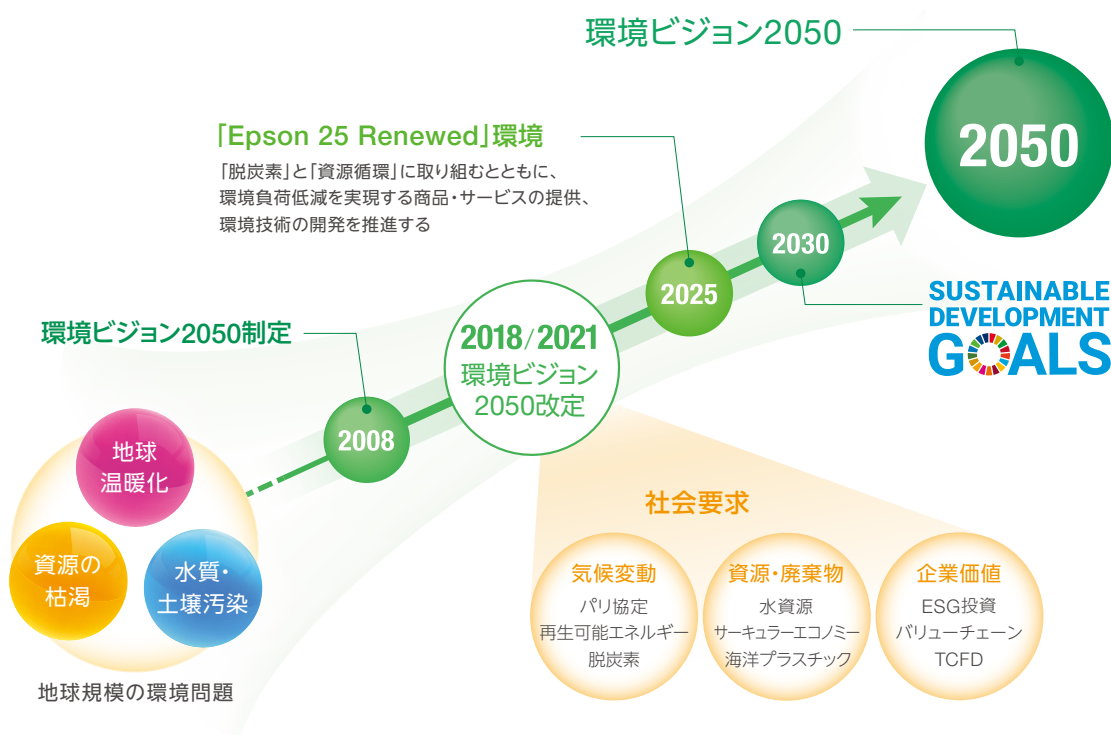 環境ビジョン2050
2050
「Epson 25 Renewed」環境
「脱炭素」と「資源循環」に取り組むとともに、
環境負荷低減を実現する商品・サービスの提供、
環境技術の開発を推進する
2030
2025
SUSTAINABLE
DEVELOPMENT
GOALS
環境ビジョン2050制定
2018/2021
環境ビジョン
2050改定
2008
地球
温暖化
資源の
枯渇
水質・
土壌汚染
地球規模の環境問題
社会要求
気候変動
パリ協定
再生可能エネルギー
脱炭素
資源・廃棄物
水資源
サーキュラーエコノミー
海洋プラスチック
企業価値
ESG投資
バリューチェーン
TCFD